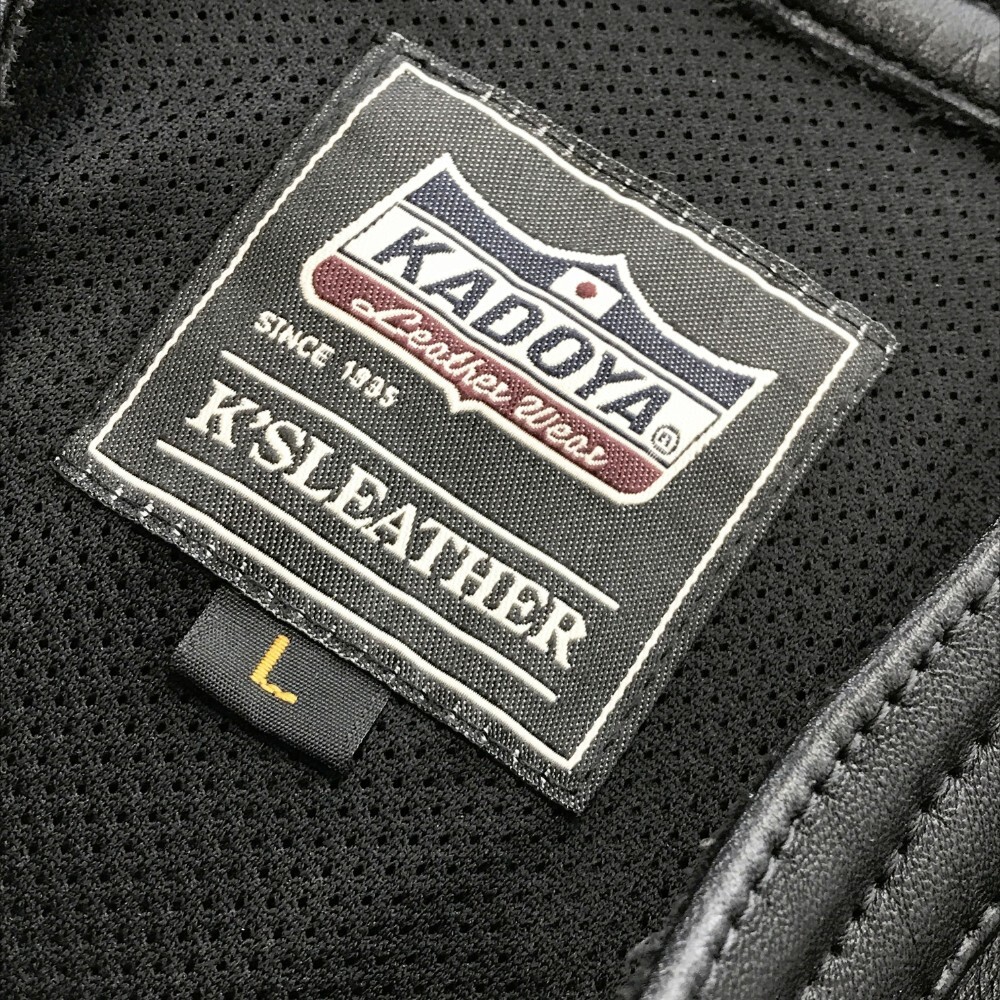 KADOYA®
Leather Wear
SINCE 1935
K'SLEATHER
L